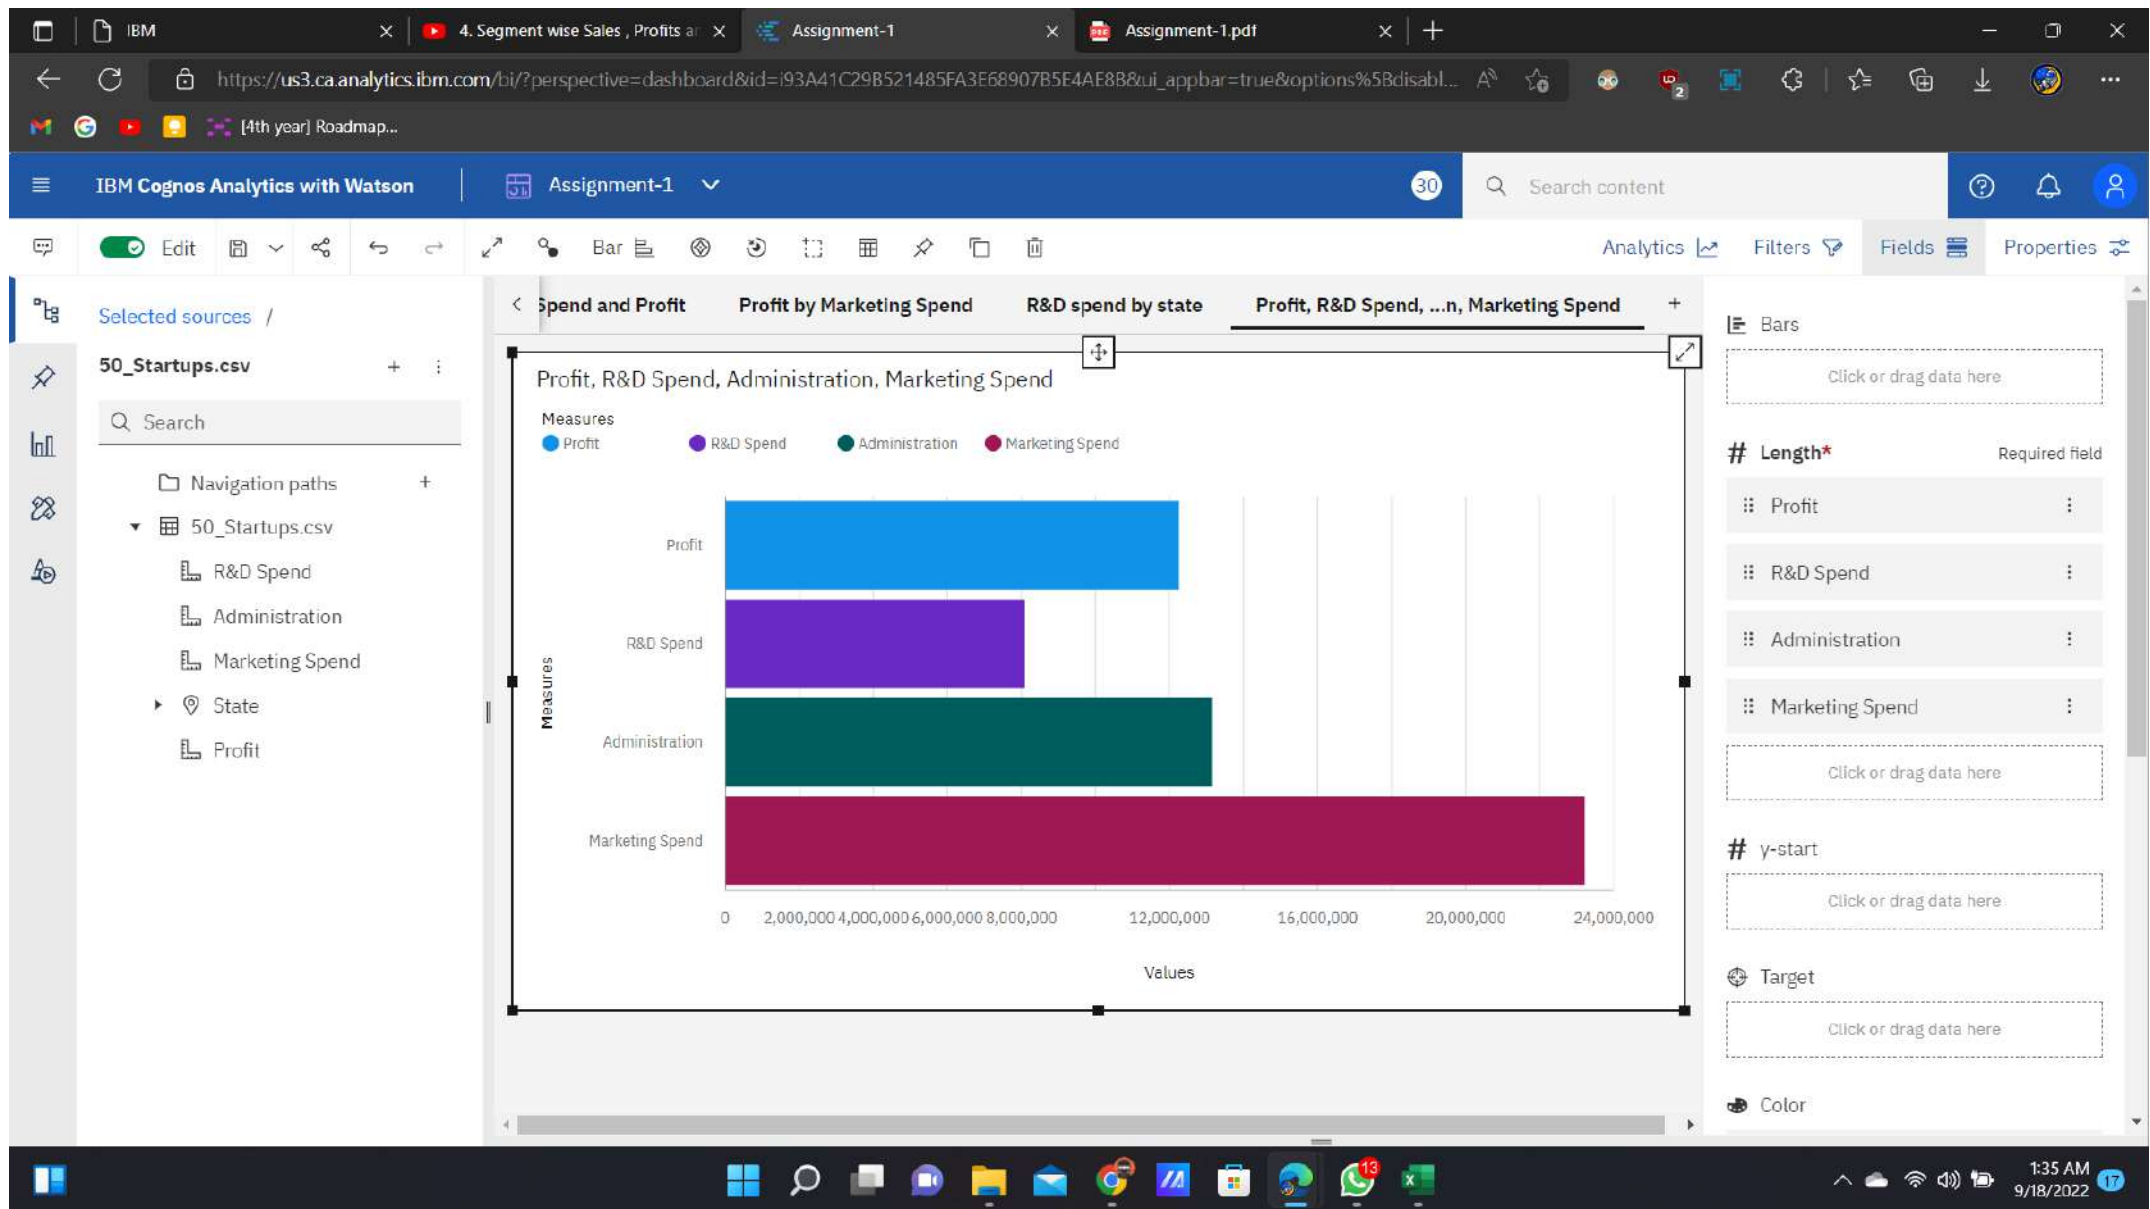 IBM
4. Segment wise Sales , Profits ar
Assignment-1
Assignment-1.pdf
https://us3.ca.analytics.ibm.com/bi/?perspective=dashboard&id=i93A41C29B521485FA3E68907B5E4AE8B&ui_appbar=true&options%5Bdisabl...
2
[4th year] Roadmap...
IBM Cognos Analytics with Watson
Assignment-1
30
Search content
Edit
Bar
Analytics
Filters
Fields
Properties
Selected sources /
50_Startups.csv
Search
Navigation paths
50_Startups.csv
R&D Spend
Administration
Marketing Spend
State
Profit
Spend and Profit
Profit by Marketing Spend
R&D spend by state
Profit, R&D Spend, ...n, Marketing Spend
Profit, R&D Spend, Administration, Marketing Spend
Measures
Profit
R&D Spend
Administration
Marketing Spend
Measures
Profit
R&D Spend
Administration
Marketing Spend
0 2,000,000 4,000,000 6,000,000 8,000,000 12,000,000 16,000,000 20,000,000 24,000,000
Values
Bars
Click or drag data here
# Length*
Required field
Profit
R&D Spend
Administration
Marketing Spend
Click or drag data here
# y-start
Click or drag data here
Target
Click or drag data here
Color
13
1:35 AM
9/18/2022
17